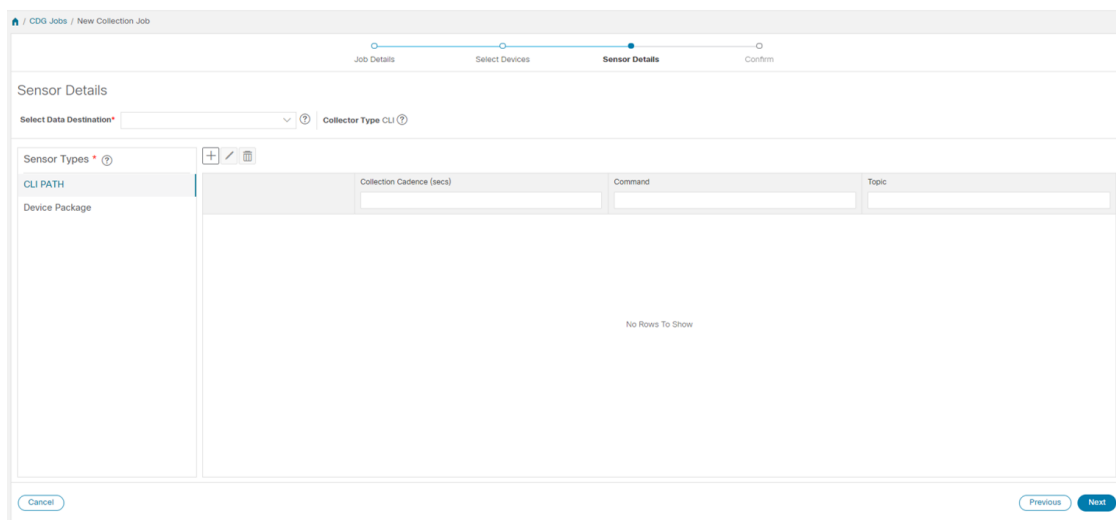 / CDG Jobs / New Collection Job
Job Details Select Devices Sensor Details Confirm
Sensor Details
Select Data Destination* ? Collector Type CLI ?
Sensor Types * ?
CLI PATH
Device Package
Collection Cadence (secs) Command Topic
No Rows To Show
Cancel Previous Next